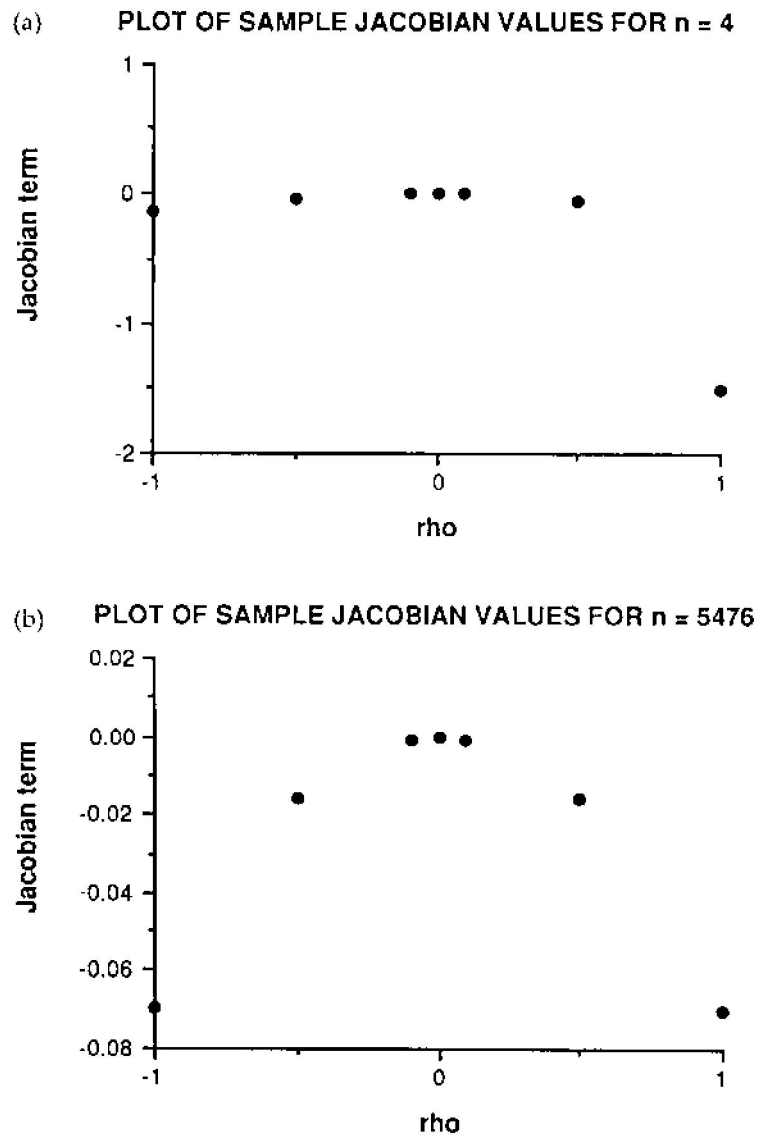 (a) PLOT OF SAMPLE JACOBIAN VALUES FOR n = 4
1
0
-1
-2
Jacobian term
-1 0 1
rho
(b) PLOT OF SAMPLE JACOBIAN VALUES FOR n = 5476
0.02
0.00
-0.02
-0.04
-0.06
-0.08
Jacobian term
-1 0 1
rho